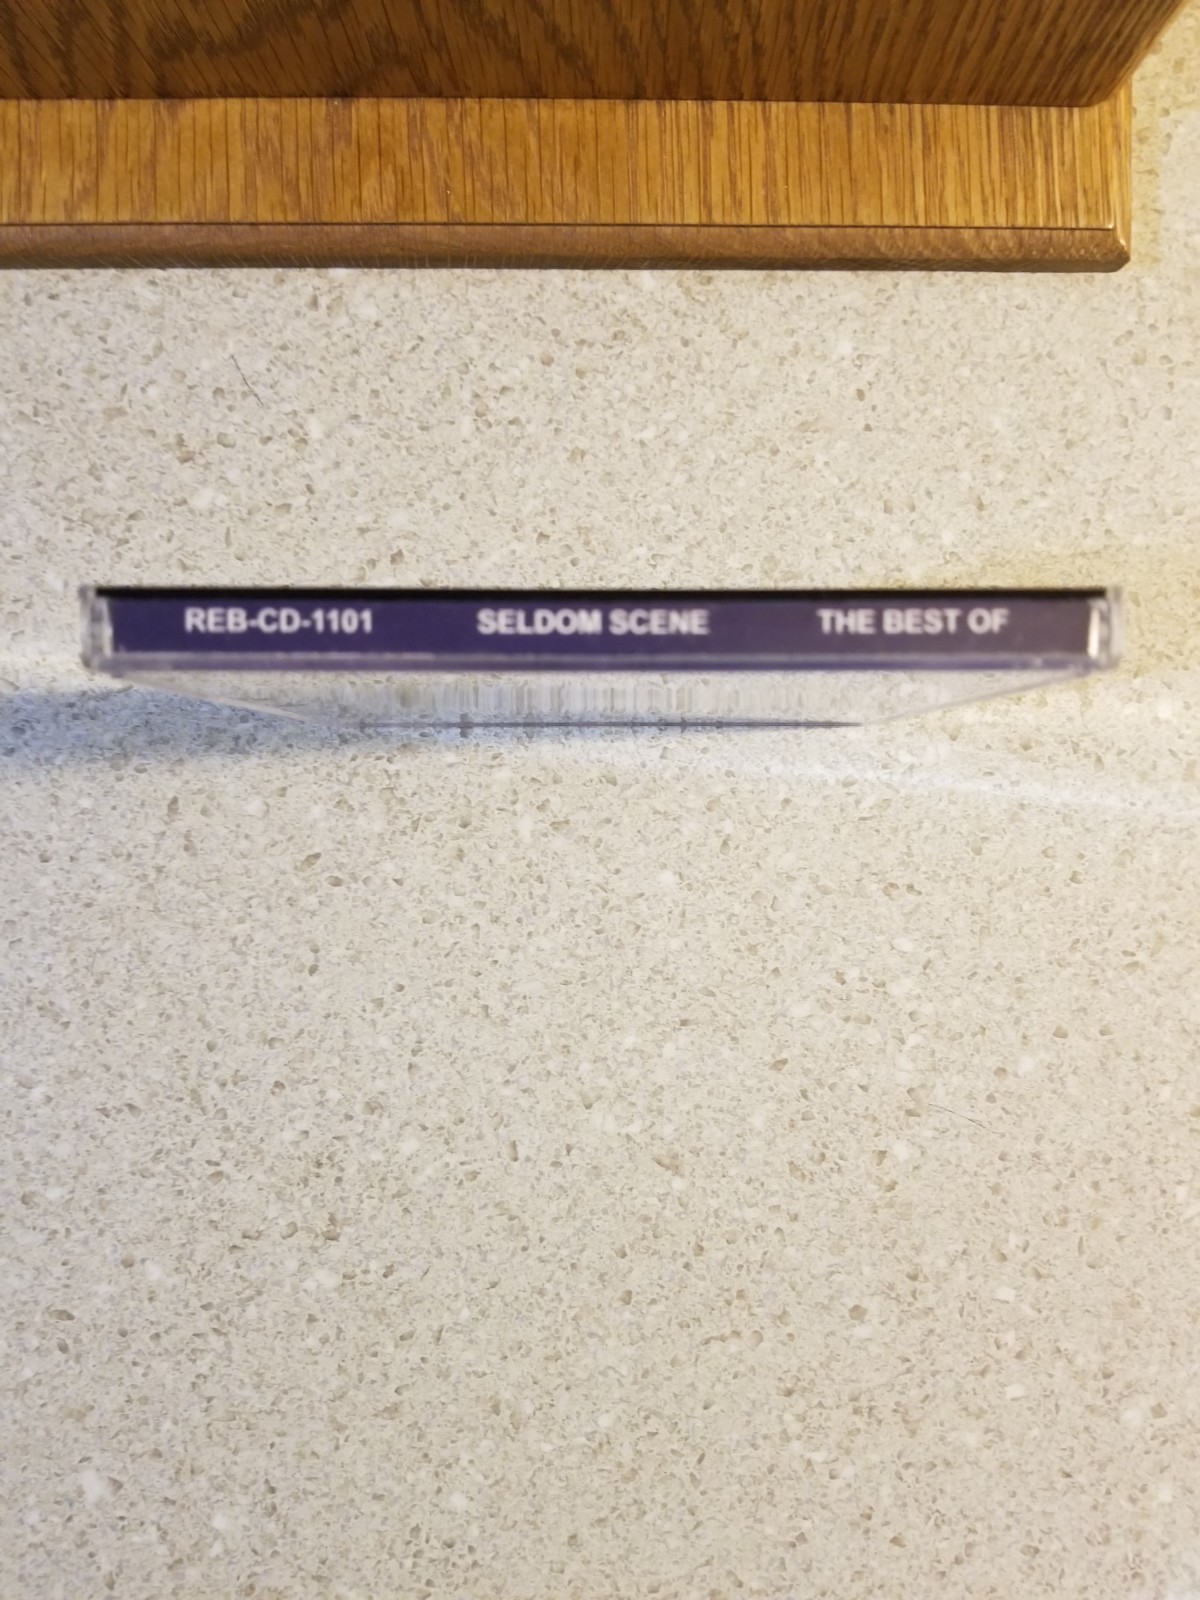 REB-CD-1101 SELDOM SCENE THE BEST OF